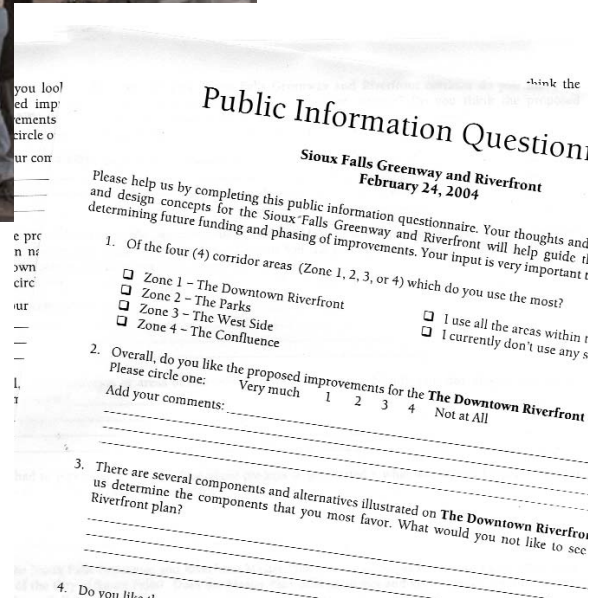 you
ed
circle o
ur
think the
Public Information
Sioux Falls Greenway and Riverfront
February 24, 2004
Please help us by completing this public information questionnaire. Your thoughts and
and design concepts for the Sioux Falls Greenway and Riverfront will help guide
determining future funding and phasing of improvements. Your input is very important
1. Of the four (4) corridor areas (Zone 1, 2, 3, or 4) which do you use the most?
Zone 1 – The Downtown Riverfront
Zone 2 – The Parks
Zone 3 – The West Side
Zone 4 – The Confluence
I use all the areas within
I currently don't use any
2. Overall, do you like the proposed improvements for the The Downtown Riverfront
Please circle one: Very much 1 2 3 4 Not at All
Add your comments:
3. There are several components and alternatives illustrated on The Downtown
us determine the components that you most favor. What would you not like to see
Riverfront plan?
4. Do you like